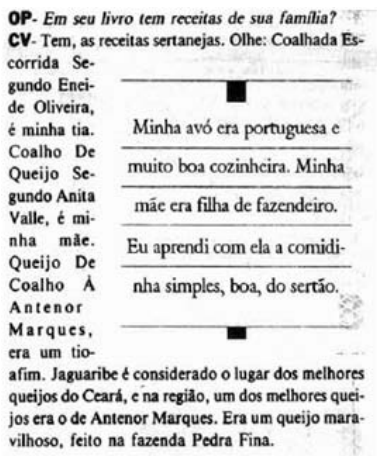 OP- Em seu livro tem receitas de sua família?
CV- Tem, as receitas sertanejas. Olhe: Coalhada Es-
corrida Se-
gundo Enei-
de Oliveira,
é minha tia.
Coalho De
Queijo Se-
gundo Anita
Valle, é mi-
nha mãe.
Queijo De
Coalho À
Antenor
Marques,
era um tio-
afim. Jaguaribe é considerado o lugar dos melhores
queijos do Ceará, e na região, um dos melhores quei-
jos era o de Antenor Marques. Era um queijo mara-
vilhoso, feito na fazenda Pedra Fina.
Minha avó era portuguesa e
muito boa cozinheira. Minha
mãe era filha de fazendeiro.
Eu aprendi com ela a comidi-
nha simples, boa, do sertão.